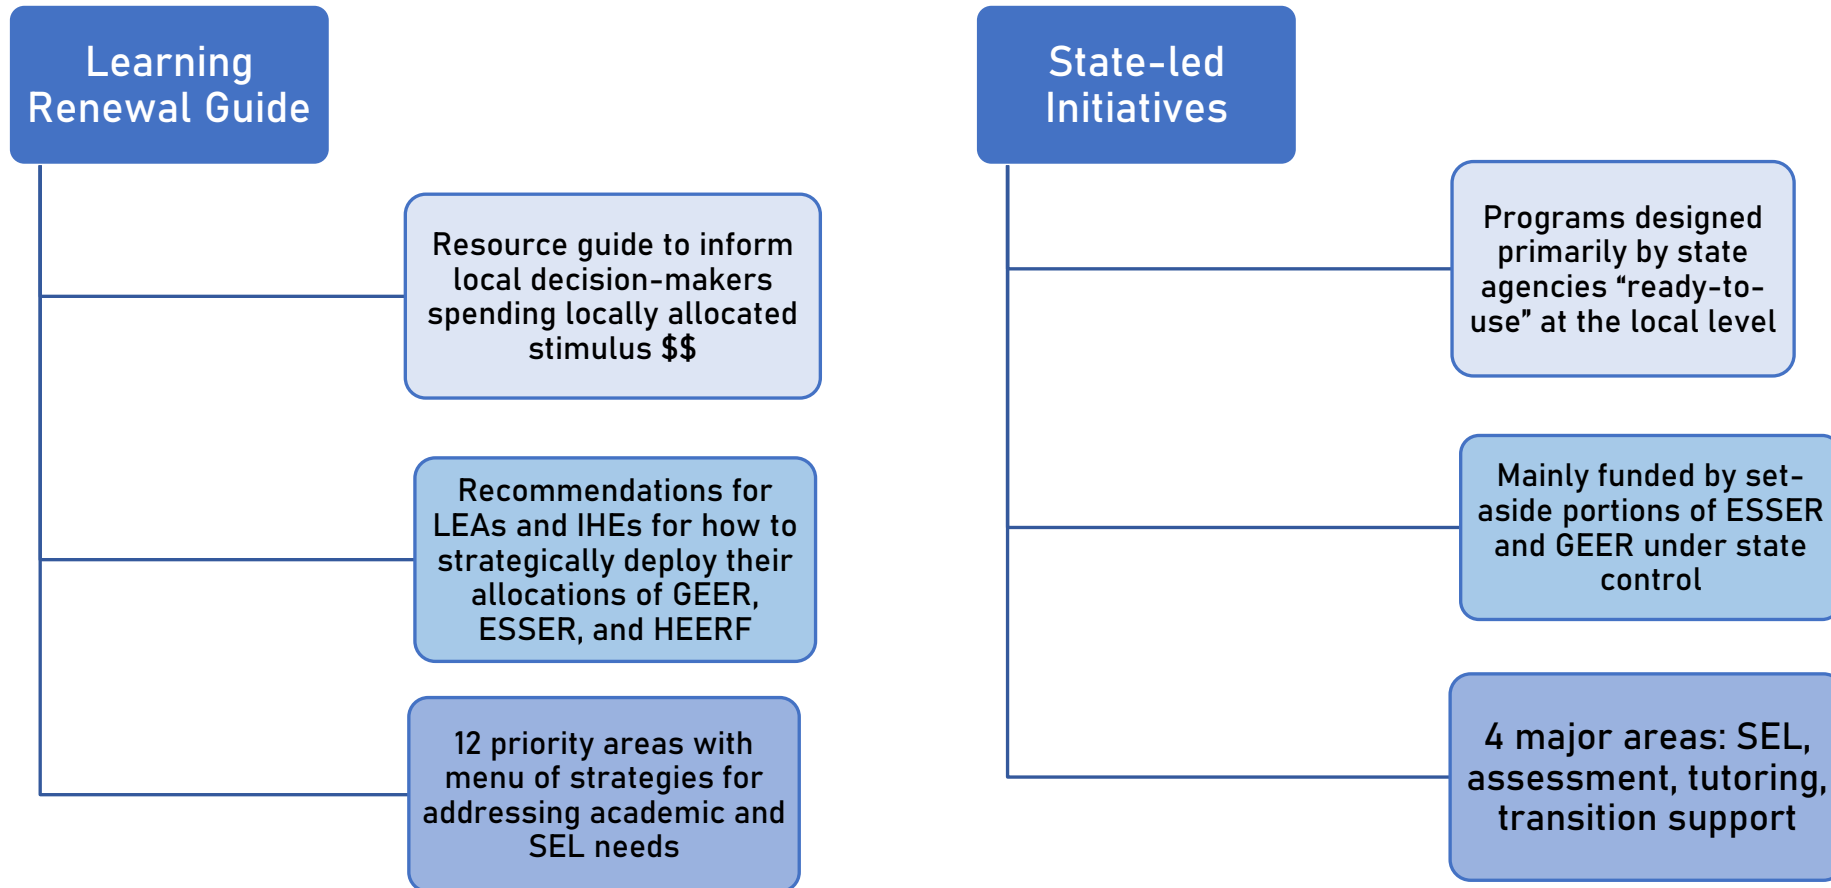 Learning
Renewal Guide
Resource guide to inform
local decision-makers
spending locally allocated
stimulus $$
Recommendations for
LEAs and IHEs for how to
strategically deploy their
allocations of GEER,
ESSER, and HEERF
12 priority areas with
menu of strategies for
addressing academic and
SEL needs
State-led
Initiatives
Programs designed
primarily by state
agencies “ready-to-
use” at the local level
Mainly funded by set-
aside portions of ESSER
and GEER under state
control
4 major areas: SEL,
assessment, tutoring,
transition support